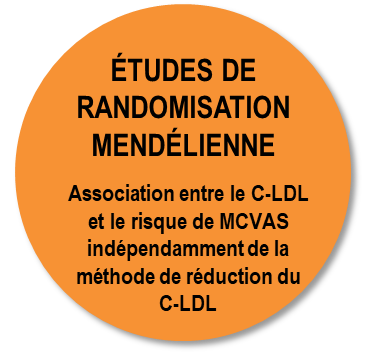 ÉTUDES DE
RANDOMISATION
MENDÉLIENNE
Association entre le C-LDL
et le risque de MCVAS
indépendamment de la
méthode de réduction du
C-LDL